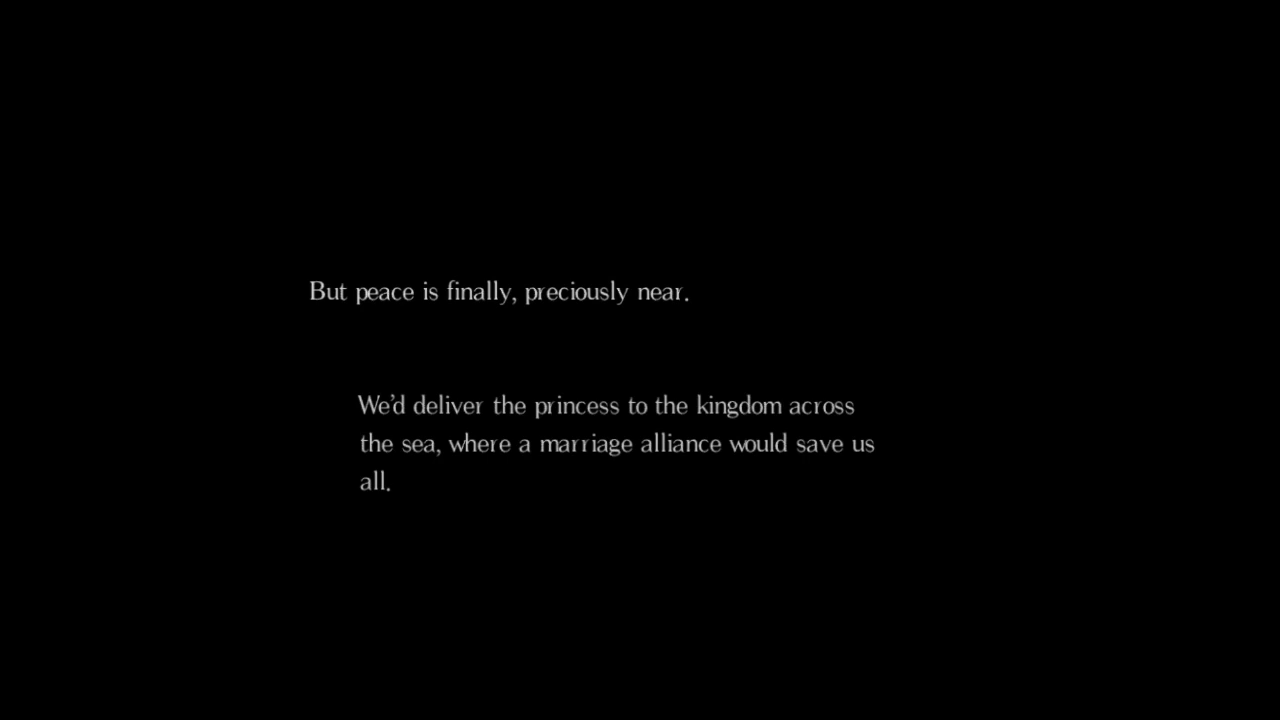 But peace is finally, preciously near.
We’d deliver the princess to the kingdom across
the sea, where a marriage alliance would save us
all.